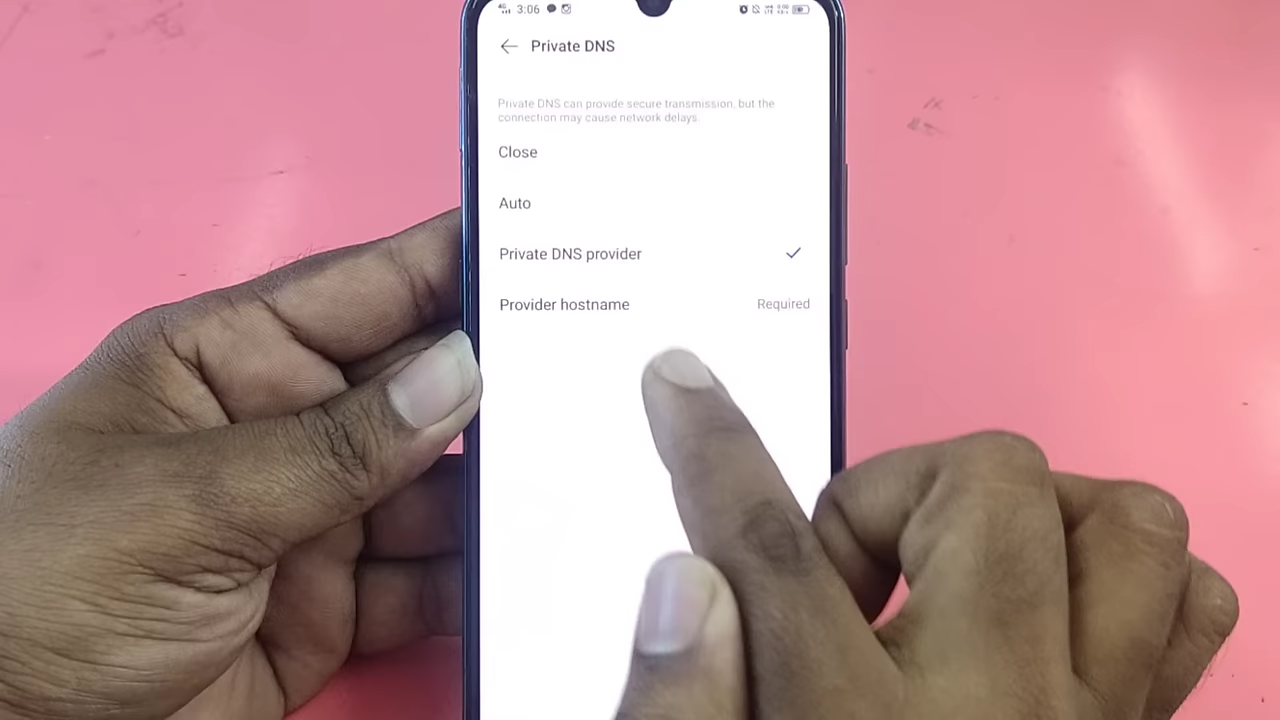 4G 3:06
Private DNS
Private DNS can provide secure transmission, but the
connection may cause network delays.
Close
Auto
Private DNS provider
Provider hostname Required